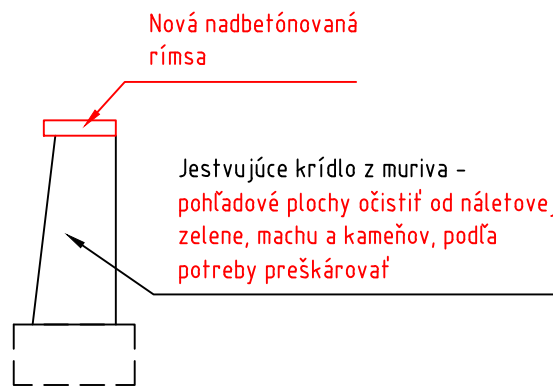 Nová nadbetónovaná
rímsa
Jestvujúce krídlo z muriva -
pohľadové plochy očistiť od náletovej
zelene, machu a kameňov, podľa
potreby preškárovať